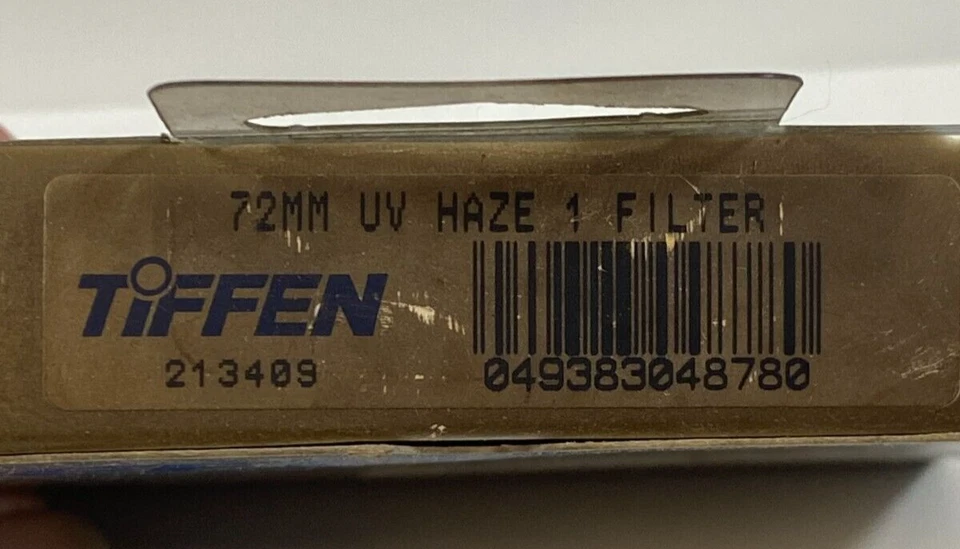 72MM UV HAZE 1 FILTER
TiFFEN
213409
049383048780